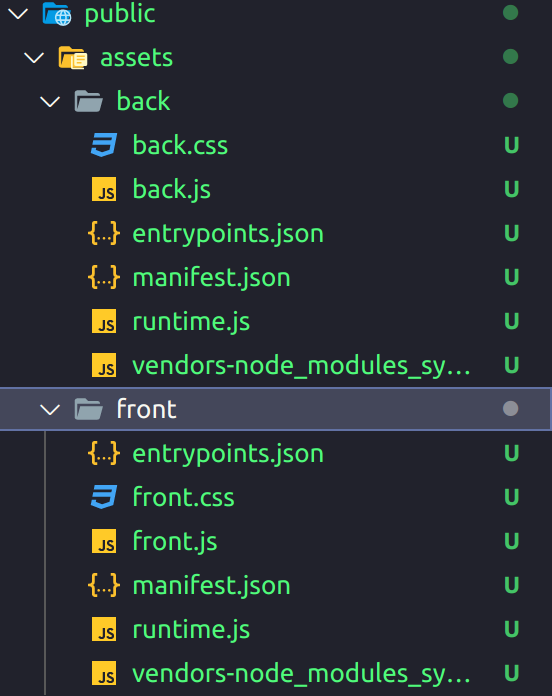 public
assets
back
back.css U
JS back.js U
{...} entrypoints.json U
{...} manifest.json U
JS runtime.js U
JS vendors-node_modules_sy... U
front
{...} entrypoints.json U
front.css U
JS front.js U
{...} manifest.json U
JS runtime.js U
JS vendors-node_modules_sy... U